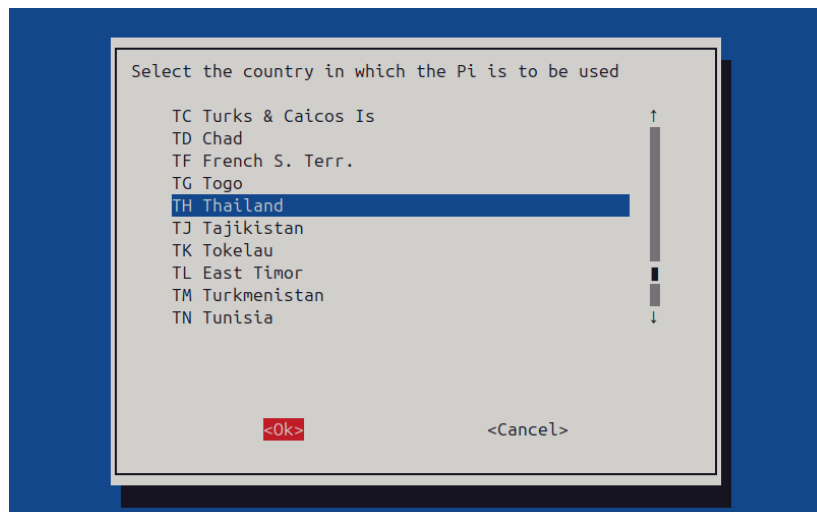 Select the country in which the Pi is to be used
TC Turks & Caicos Is
TD Chad
TF French S. Terr.
TG Togo
TH Thailand
TJ Tajikistan
TK Tokelau
TL East Timor
TM Turkmenistan
TN Tunisia
<Ok> <Cancel>